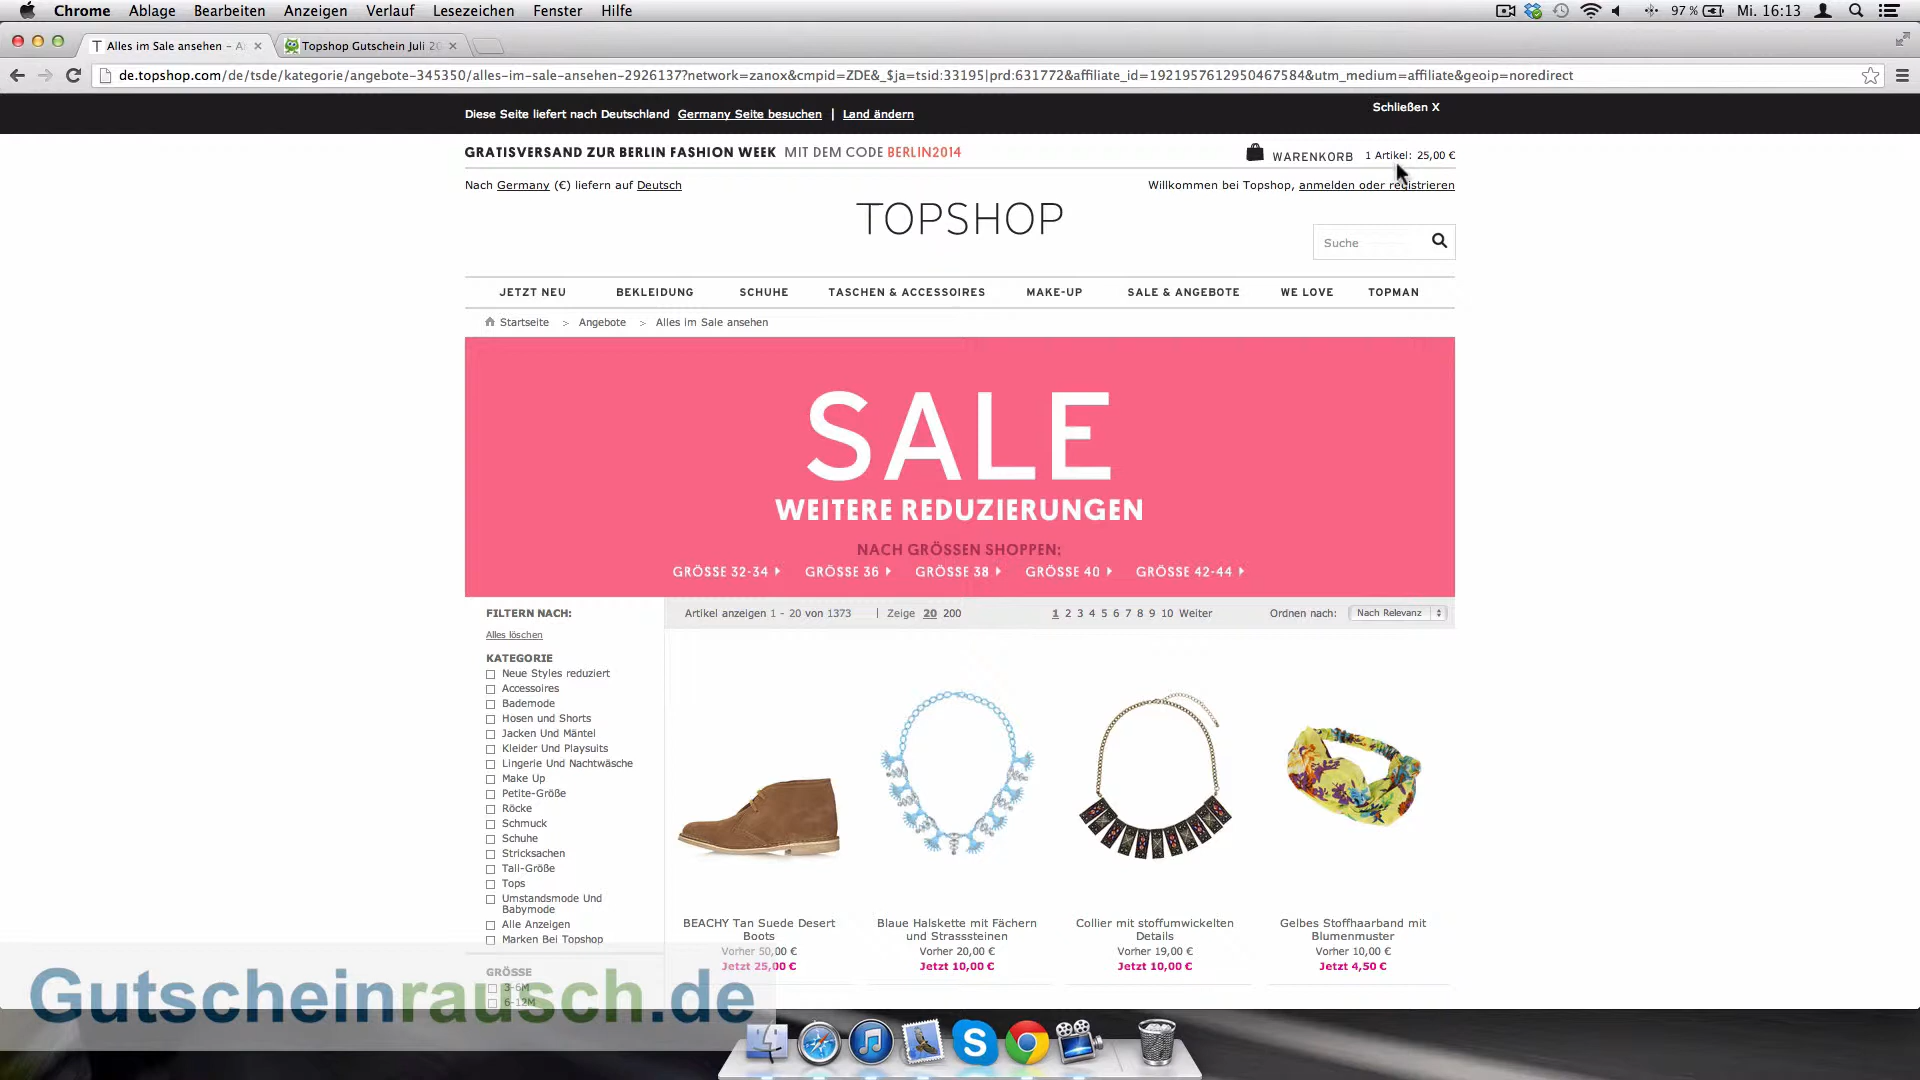 Chrome Ablage Bearbeiten Anzeigen Verlauf Lesezeichen Fenster Hilfe 97 % Mi. 16:13
Alles im Sale ansehen – A Topshop Gutschein Juli 20
de.topshop.com/de/tsde/kategorie/angebote-345350/alles-im-sale-ansehen-2926137?network=zanox&cmpid=ZDE&_$ja=tsid:33195|prd:631772&affiliate_id=1921957612950467584&utm_medium=affiliate&geoip=noredirect
Diese Seite liefert nach Deutschland Germany Seite besuchen | Land ändern Schließen X
GRATISVERSAND ZUR BERLIN FASHION WEEK MIT DEM CODE BERLIN2014 WARENKORB 1 Artikel: 25,00 €
Nach Germany (€) liefern auf Deutsch Willkommen bei Topshop, anmelden oder registrieren
TOPSHOP
Suche
JETZT NEU BEKLEIDUNG SCHUHE TASCHEN & ACCESSOIRES MAKE-UP SALE & ANGEBOTE WE LOVE TOPMAN
Startseite > Angebote > Alles im Sale ansehen
SALE
WEITERE REDUZIERUNGEN
NACH GRÖSSEN SHOPPEN:
GRÖSSE 32-34 GRÖSSE 36 GRÖSSE 38 GRÖSSE 40 GRÖSSE 42-44
FILTERN NACH: Artikel anzeigen 1 - 20 von 1373 | Zeige 20 200 1 2 3 4 5 6 7 8 9 10 Weiter Ordnen nach: Nach Relevanz
Alles löschen
KATEGORIE
Neue Styles reduziert
Accessoires
Bademode
Hosen und Shorts
Jacken Und Mäntel
Kleider Und Playsuits
Lingerie Und Nachtwäsche
Make Up
Petite-Größe
Röcke
Schmuck
Schuhe
Stricksachen
Tall-Größe
Tops
Umstandsmode Und
Babymode
Alle Anzeigen
Marken Bei Topshop
GRÖSSE
3-6M
6-12M
BEACHY Tan Suede Desert
Boots
Vorher 50,00 €
Jetzt 25,00 €
Blaue Halskette mit Fächern
und Strasssteinen
Vorher 20,00 €
Jetzt 10,00 €
Collier mit stoffumwickelten
Details
Vorher 19,00 €
Jetzt 10,00 €
Gelbes Stoffhaarband mit
Blumenmuster
Vorher 10,00 €
Jetzt 4,50 €
Gutscheinrausch.de